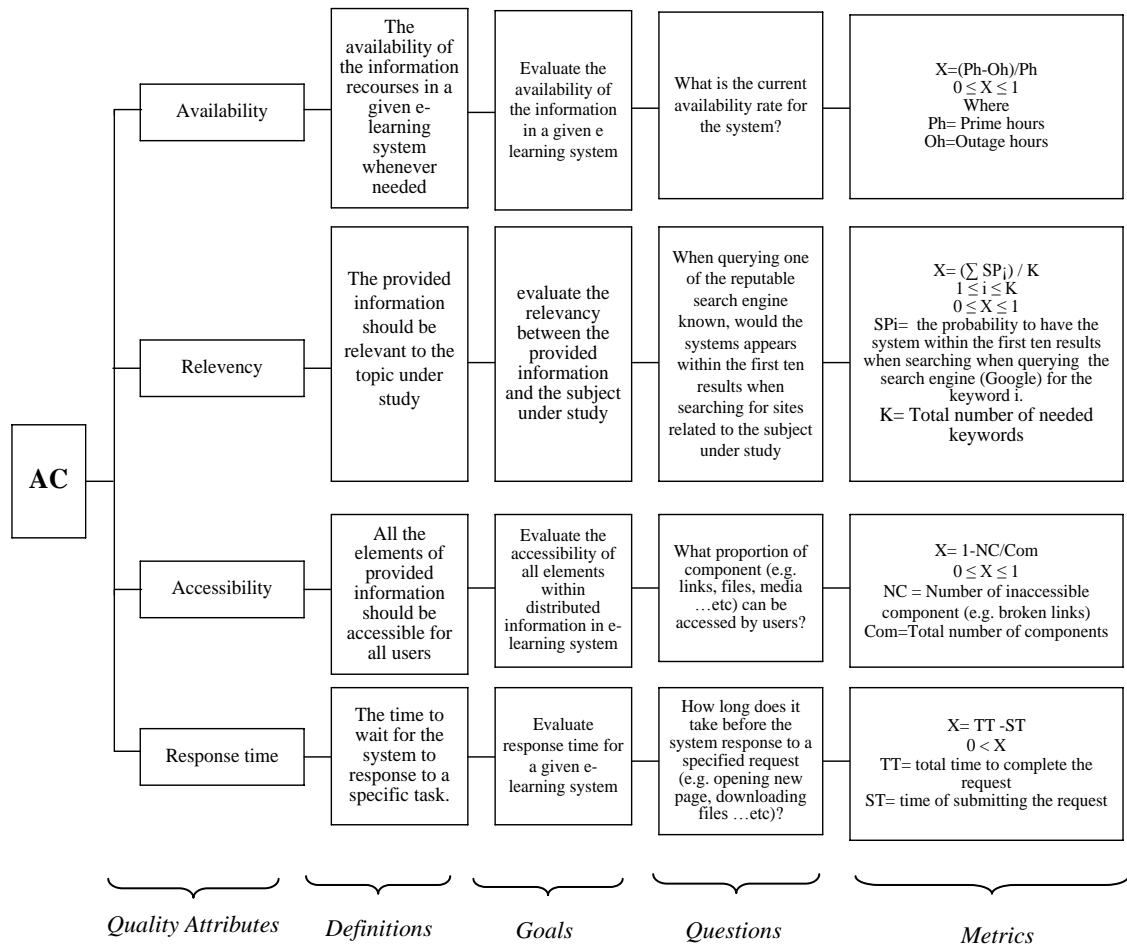 AC
Availability
The
availability of
the information
recourses in a
given e-
learning
system
whenever
needed
Evaluate the
availability of
the information
in a given e
learning system
What is the current
availability rate for
the system?
X=(Ph-Oh)/Ph
0 ≤ X ≤ 1
Where
Ph= Prime hours
Oh=Outage hours
Relevency
The provided
information
should be
relevant to the
topic under
study
evaluate the
relevancy
between the
provided
information
and the subject
under study
When querying one
of the reputable
search engine
known, would the
systems appears
within the first ten
results when
searching for sites
related to the subject
under study
X= (∑ SP¡) / K
1 ≤ i ≤ K
0 ≤ X ≤ 1
SPi= the probability to have the
system within the first ten results
when searching when querying the
search engine (Google) for the
keyword i.
K= Total number of needed
keywords
Accessibility
All the
elements of
provided
information
should be
accessible for
all users
Evaluate the
accessibility of
all elements
within
distributed
information in e-
learning system
What proportion of
component (e.g.
links, files, media
…etc) can be
accessed by users?
X= 1-NC/Com
0 ≤ X ≤ 1
NC = Number of inaccessible
component (e.g. broken links)
Com=Total number of components
Response time
The time to
wait for the
system to
response to a
specific task.
Evaluate
response time for
a given e-
learning system
How long does it
take before the
system response to a
specified request
(e.g. opening new
page, downloading
files …etc)?
X= TT -ST
0 < X
TT= total time to complete the
request
ST= time of submitting the request
Quality Attributes
Definitions
Goals
Questions
Metrics